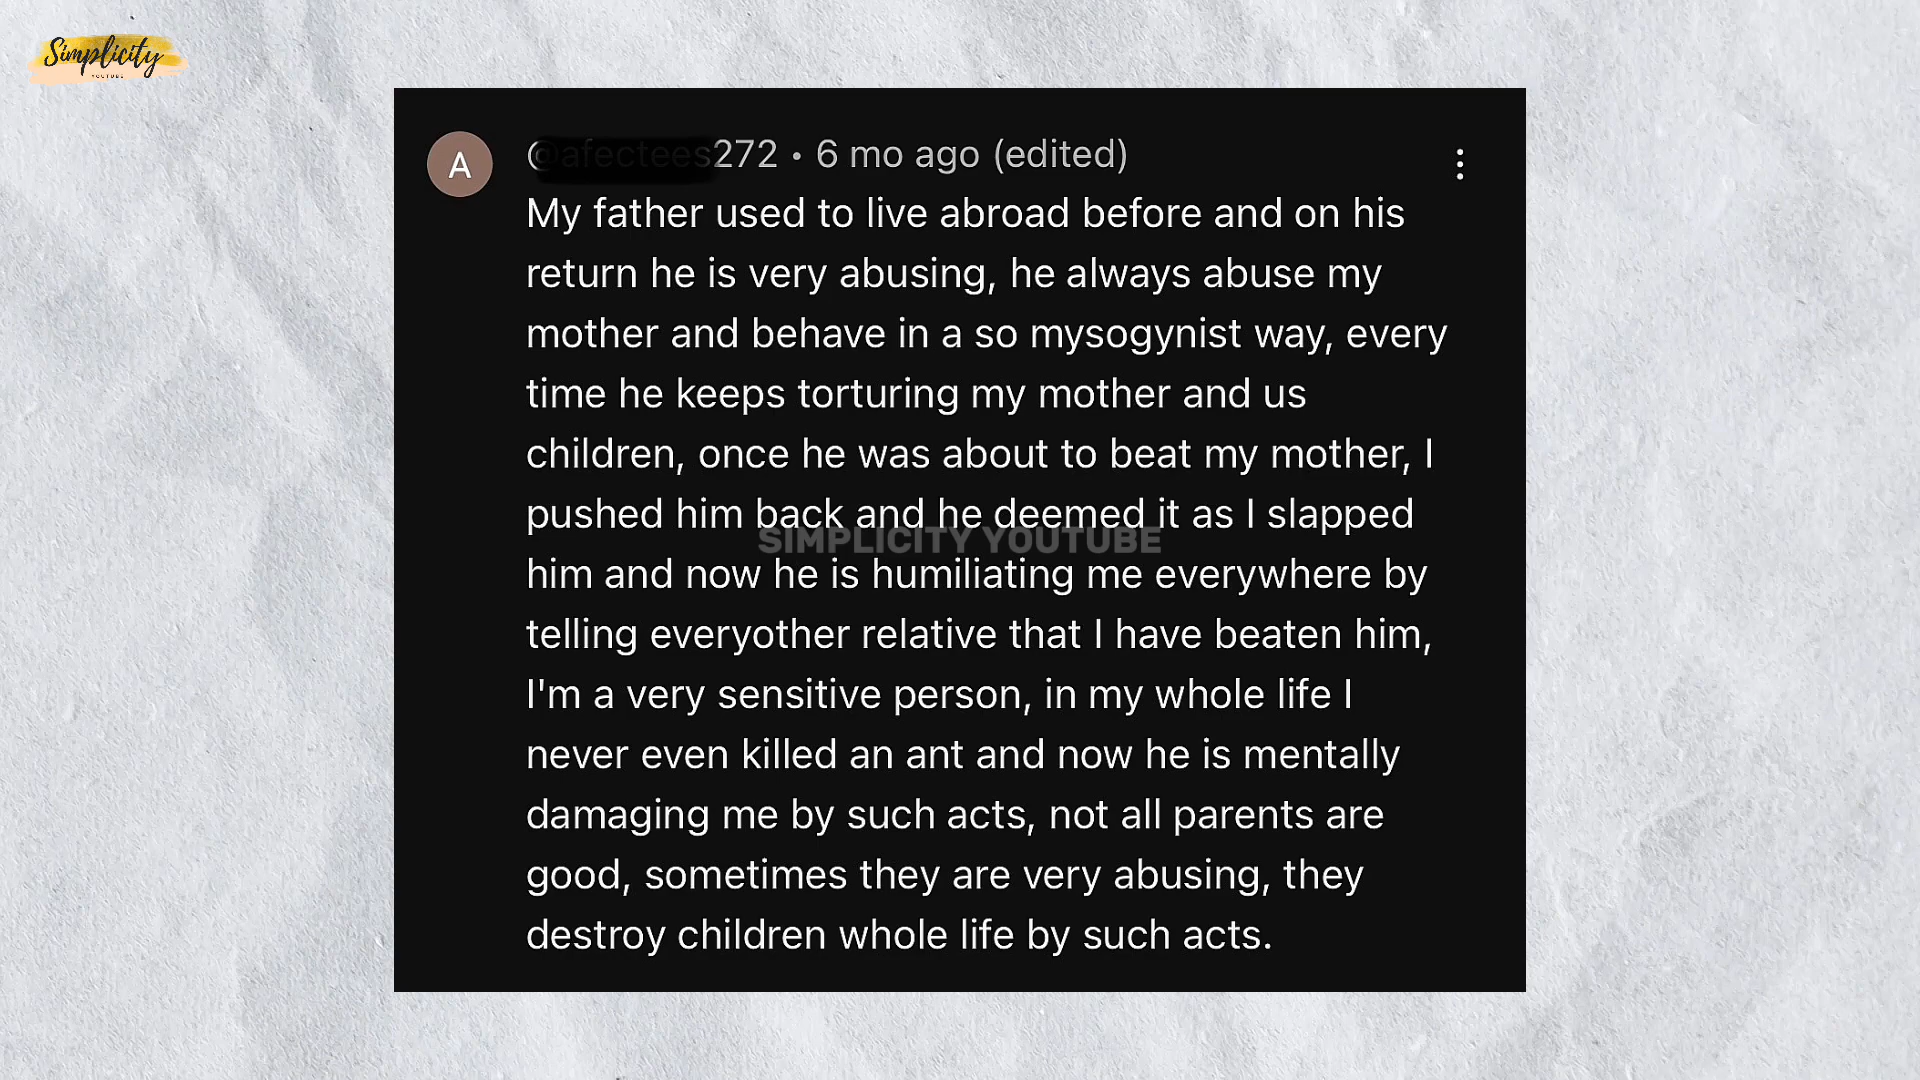 Simplicity
YOUTUBE
272 • 6 mo ago (edited)
A
My father used to live abroad before and on his
return he is very abusing, he always abuse my
mother and behave in a so mysogynist way, every
time he keeps torturing my mother and us
children, once he was about to beat my mother, I
pushed him back and he deemed it as I slapped
him and now he is humiliating me everywhere by
telling everyother relative that I have beaten him,
I'm a very sensitive person, in my whole life I
never even killed an ant and now he is mentally
damaging me by such acts, not all parents are
good, sometimes they are very abusing, they
destroy children whole life by such acts.
SIMPLICITY YOUTUBE